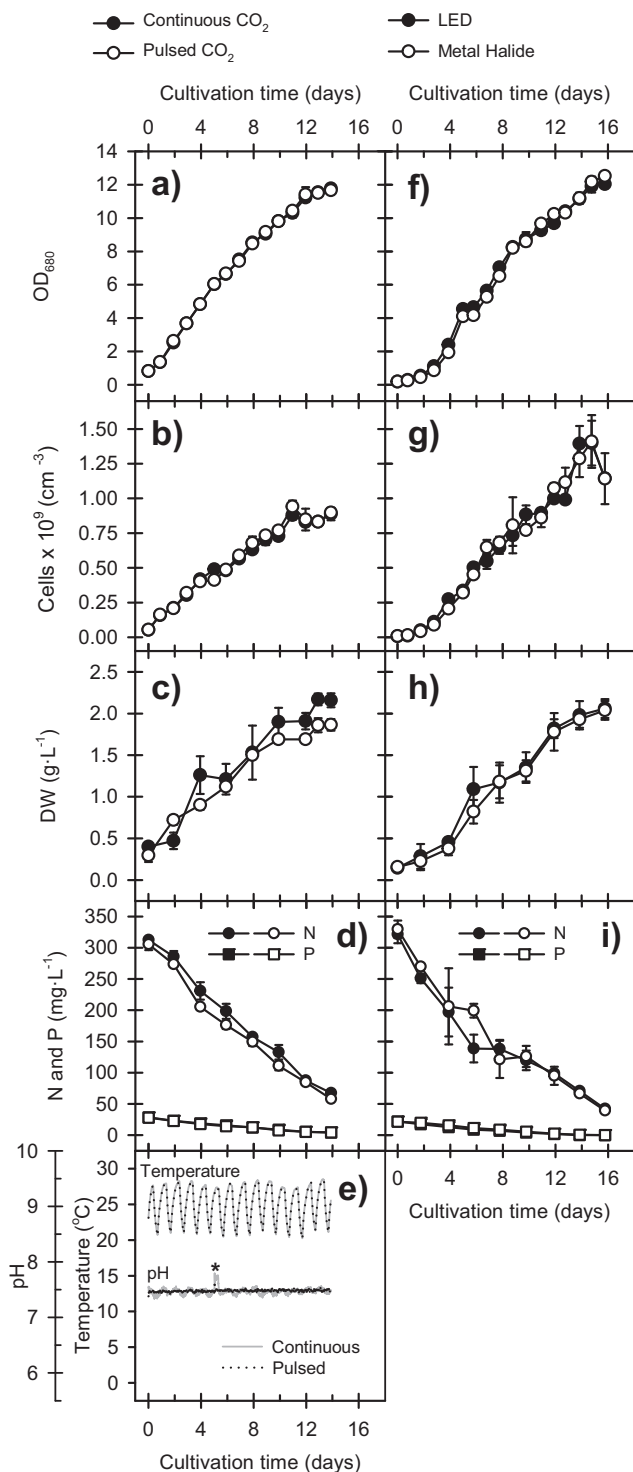 Continuous CO2
Pulsed CO2
LED
Metal Halide
Cultivation time (days)
0 4 8 12 16
Cultivation time (days)
0 4 8 12 16
OD680
14
12
10
8
6
4
2
0
a)
f)
Cells x 10^9 (cm^-3)
1.50
1.25
1.00
0.75
0.50
0.25
0.00
b)
g)
DW (g·L^-1)
2.5
2.0
1.5
1.0
0.5
0.0
c)
h)
N and P (mg·L^-1)
350
300
250
200
150
100
50
0
N
P
d)
N
P
i)
0 4 8 12 16
Cultivation time (days)
pH
10
9
8
7
6
Temperature (°C)
30
25
20
15
10
5
0
Temperature
e)
*
pH
Continuous
Pulsed
0 4 8 12 16
Cultivation time (days)